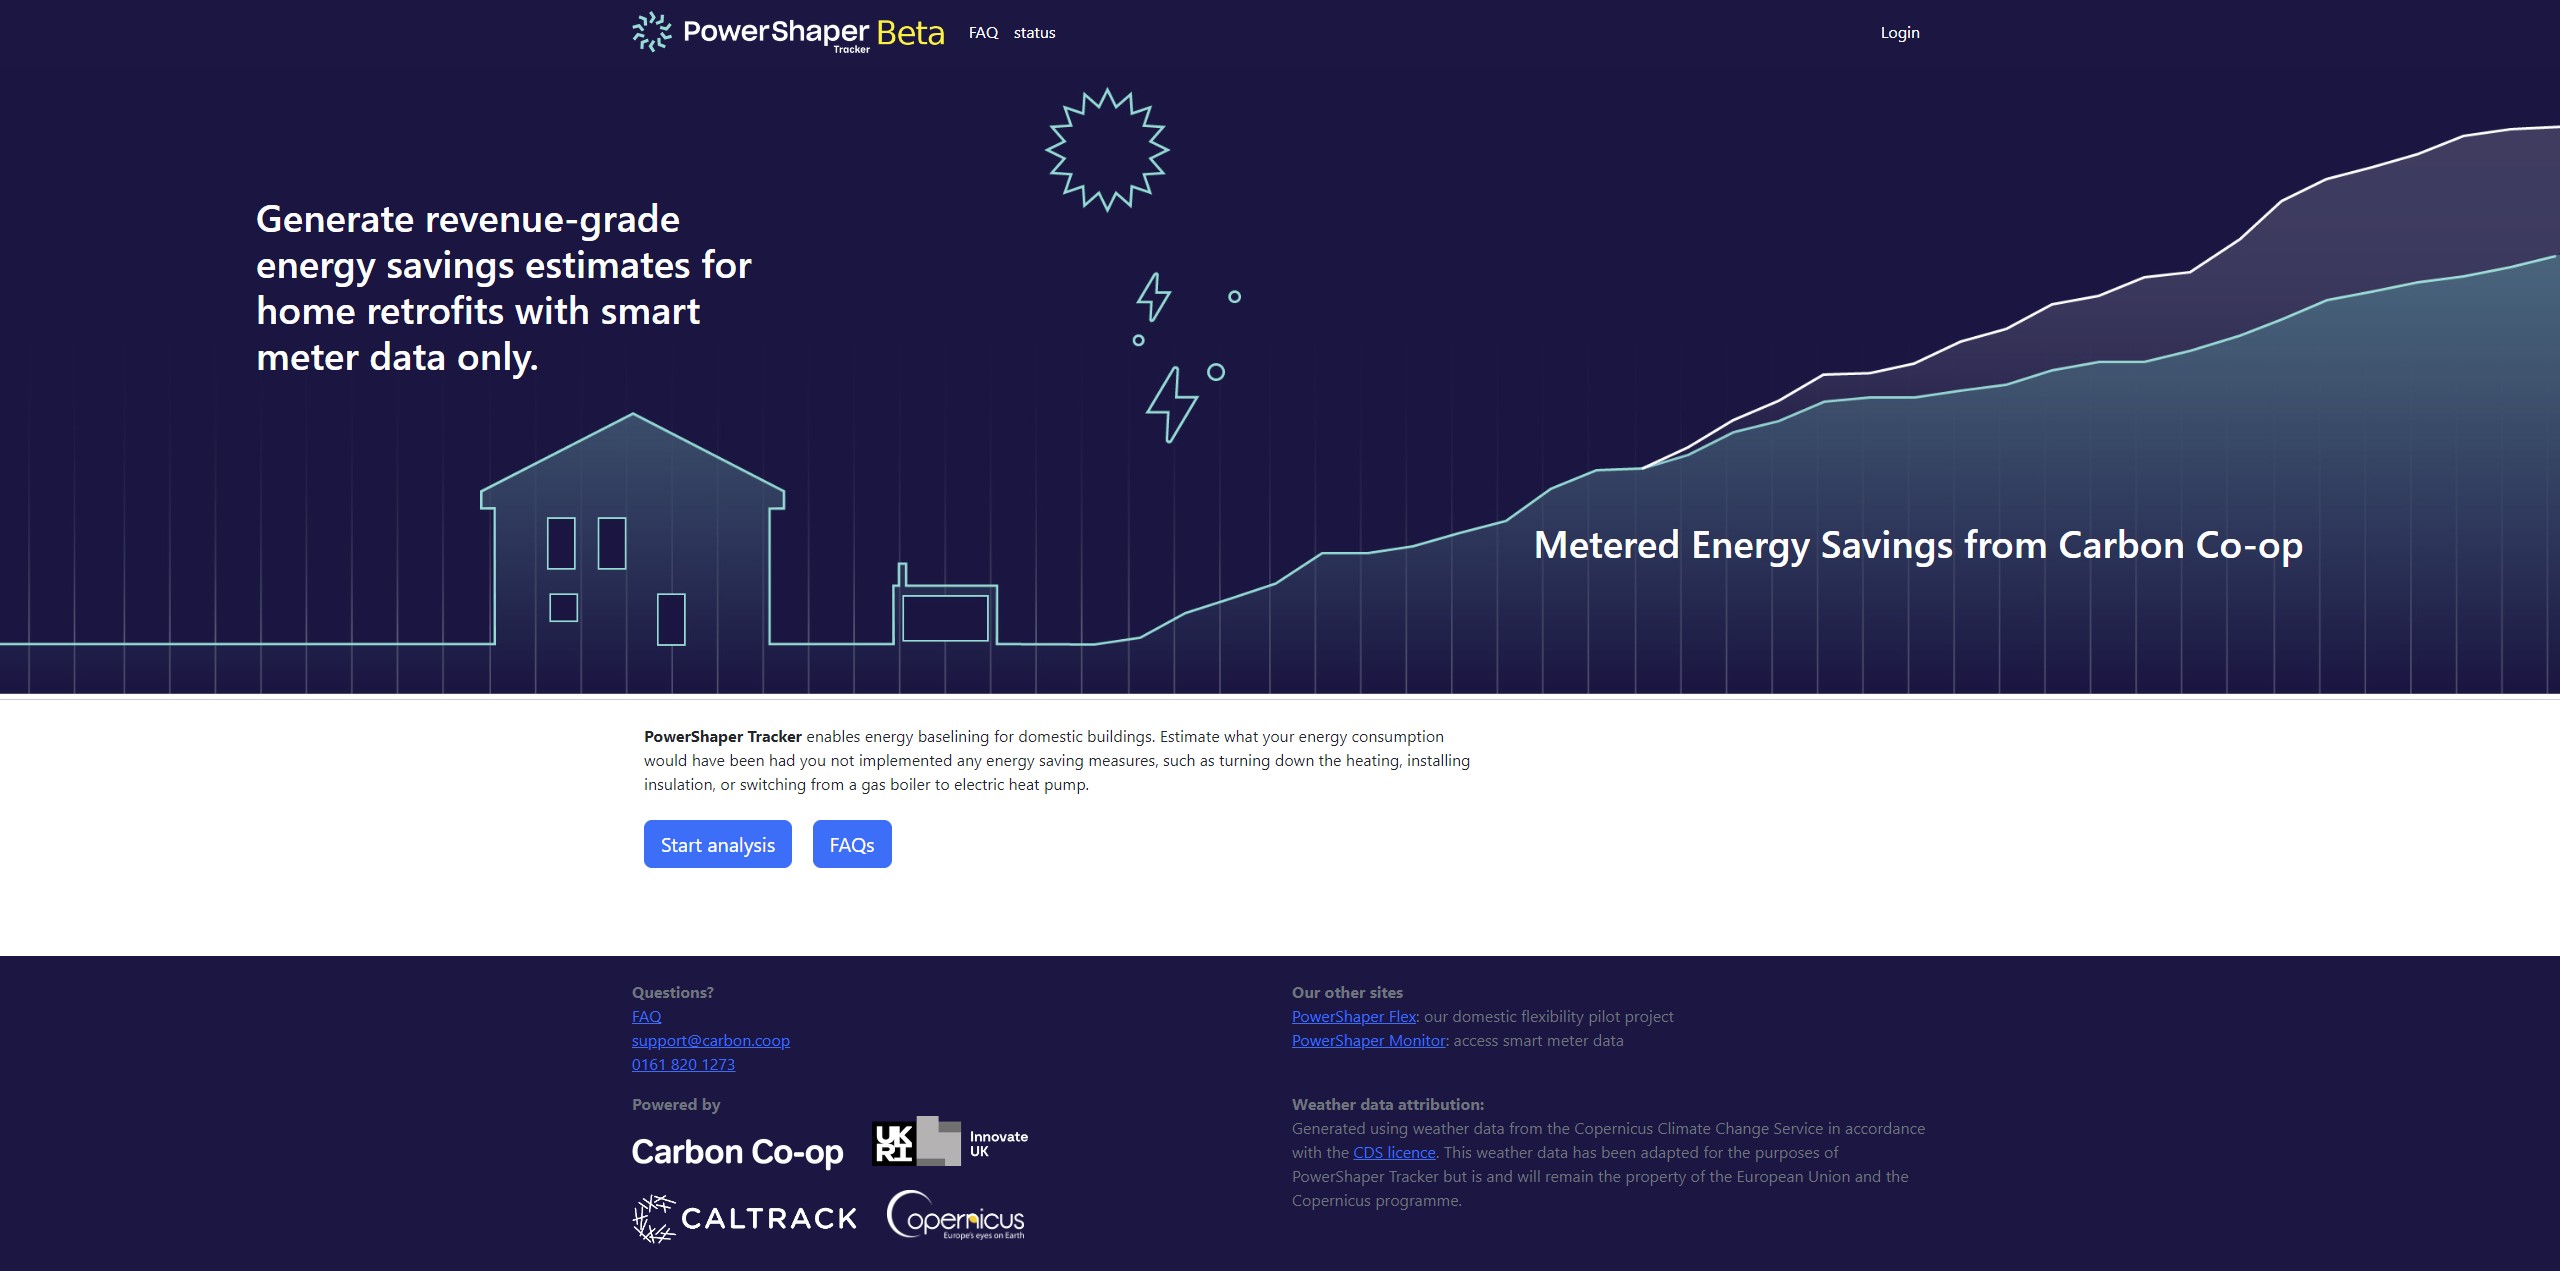 PowerShaper Beta
Tracker
FAQ
status
Login
Generate revenue-grade
energy savings estimates for
home retrofits with smart
meter data only.
Metered Energy Savings from Carbon Co-op
PowerShaper Tracker enables energy baselining for domestic buildings. Estimate what your energy consumption
would have been had you not implemented any energy saving measures, such as turning down the heating, installing
insulation, or switching from a gas boiler to electric heat pump.
Start analysis
FAQs
Questions?
FAQ
support@carbon.coop
0161 820 1273
Our other sites
PowerShaper Flex: our domestic flexibility pilot project
PowerShaper Monitor: access smart meter data
Powered by
Carbon Co-op
UK
RI
Innovate
UK
CALTRACK
Copernicus
Europe's eyes on Earth
Weather data attribution:
Generated using weather data from the Copernicus Climate Change Service in accordance
with the CDS licence. This weather data has been adapted for the purposes of
PowerShaper Tracker but is and will remain the property of the European Union and the
Copernicus programme.